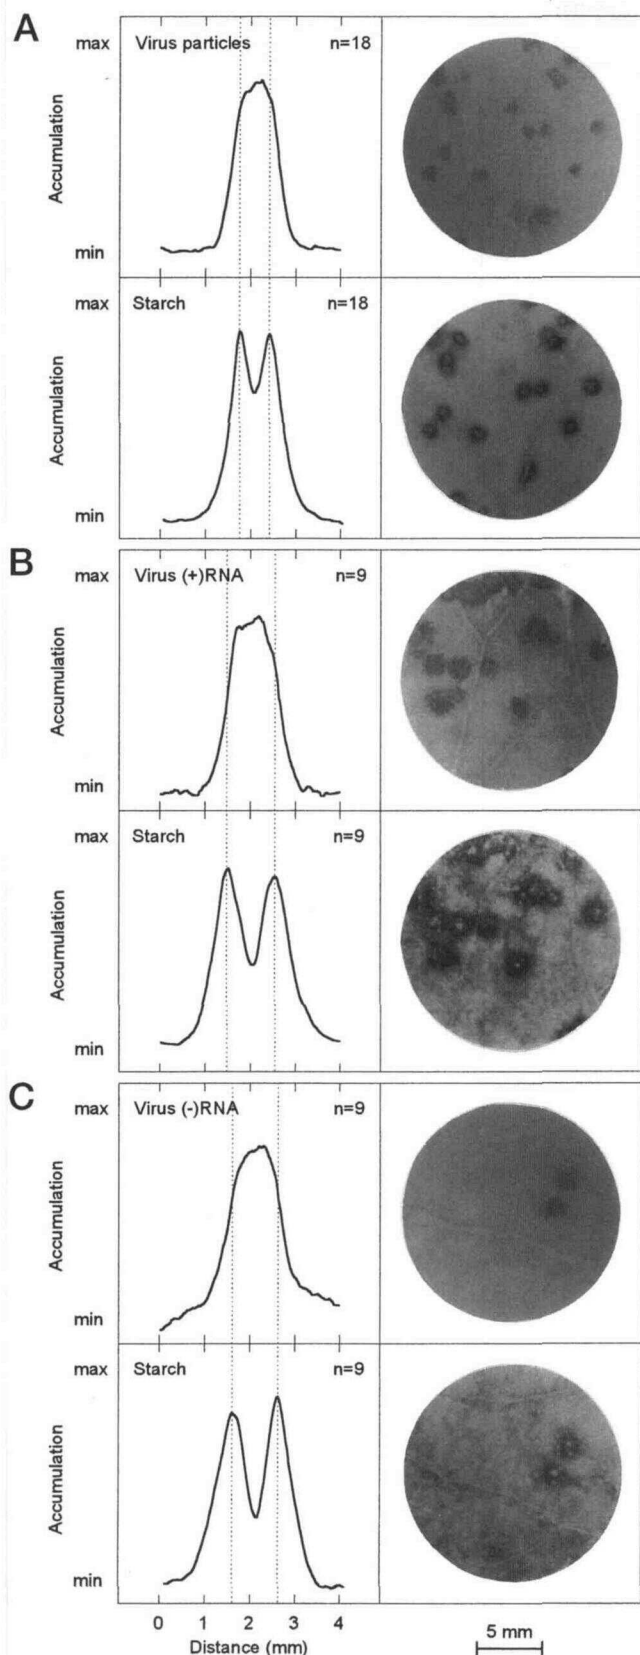 A
max
Virus particles n=18
Accumulation
min
max
Starch n=18
Accumulation
min
B
max
Virus (+)RNA n=9
Accumulation
min
max
Starch n=9
Accumulation
min
C
max
Virus (-)RNA n=9
Accumulation
min
max
Starch n=9
Accumulation
min
0 1 2 3 4
Distance (mm)
5 mm